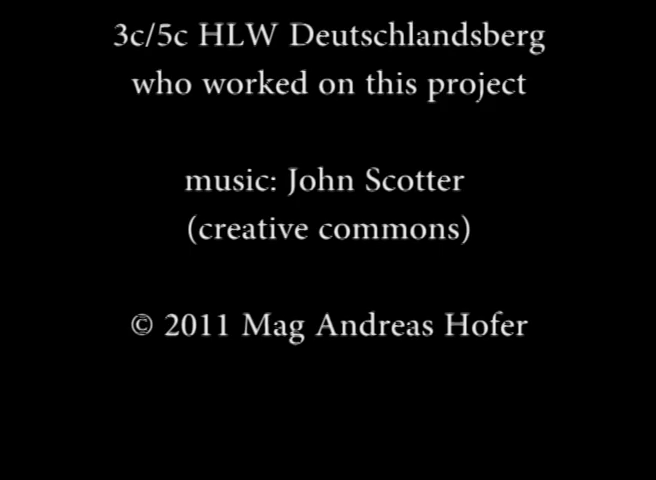 3c/5c HLW Deutschlandsberg
who worked on this project
music: John Scotter
(creative commons)
© 2011 Mag Andreas Hofer